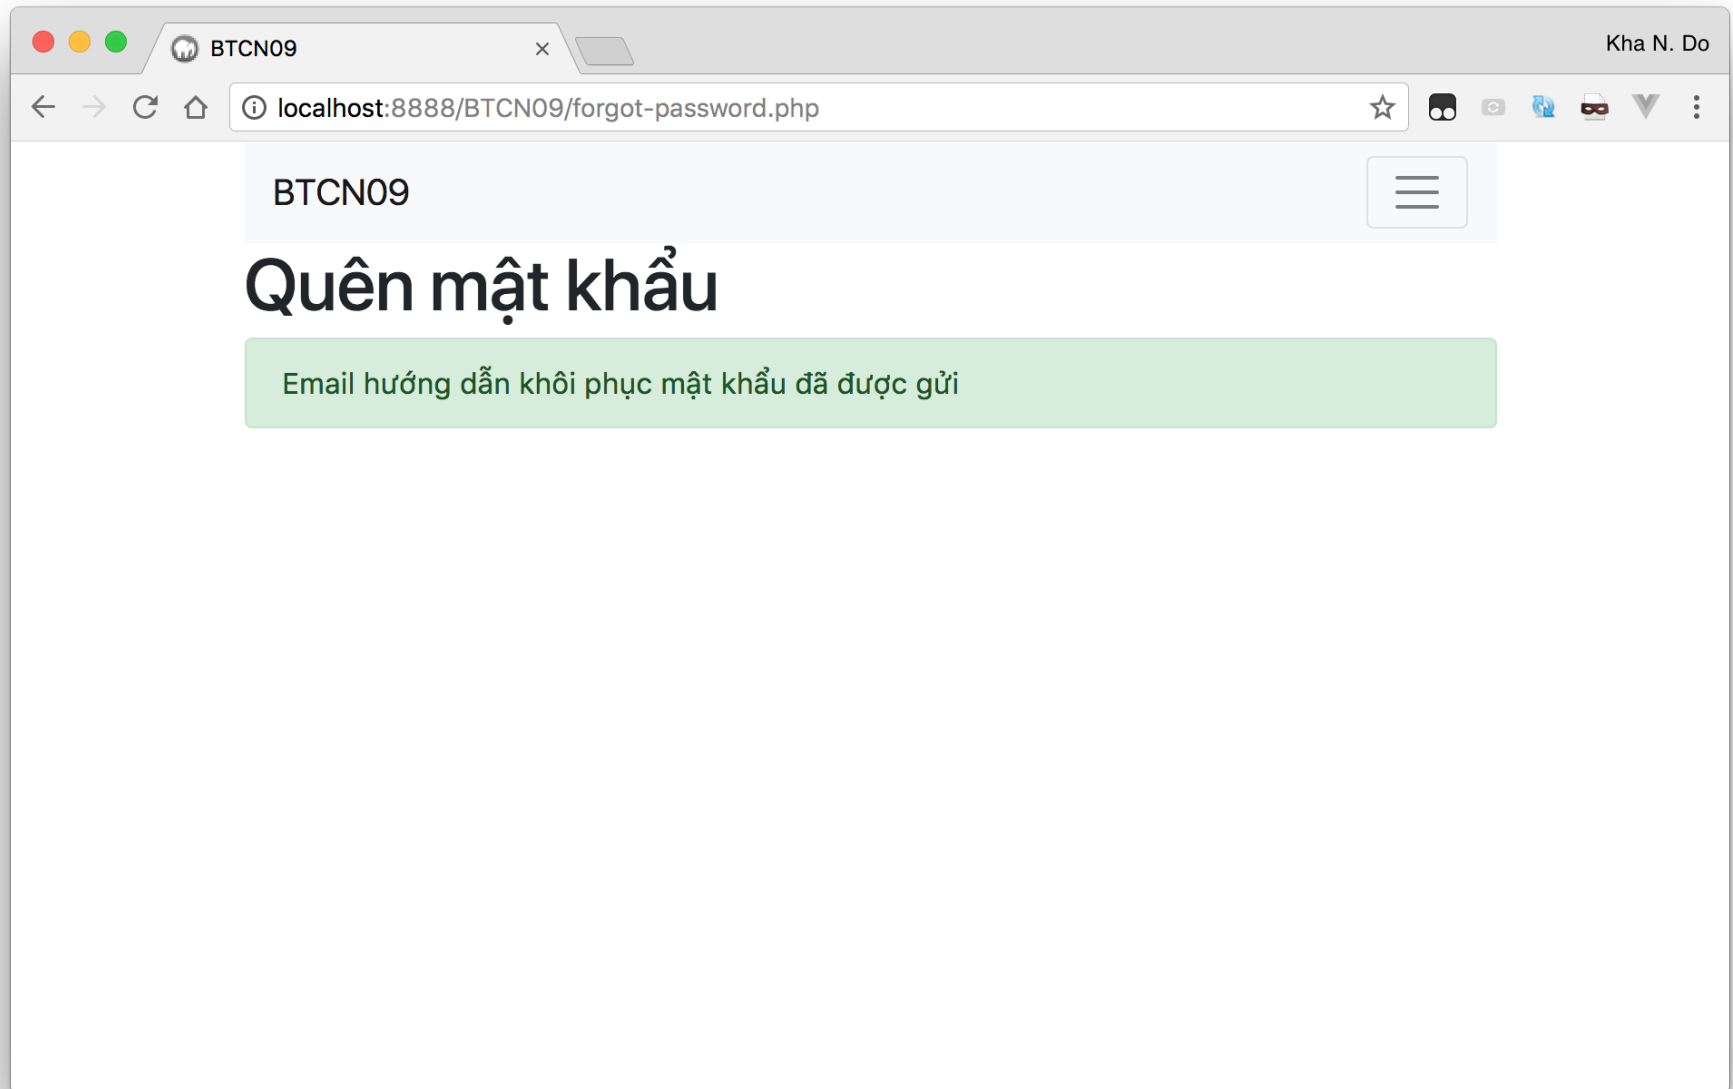 BTCN09
Kha N. Do
localhost:8888/BTCN09/forgot-password.php
BTCN09
Quên mật khẩu
Email hướng dẫn khôi phục mật khẩu đã được gửi